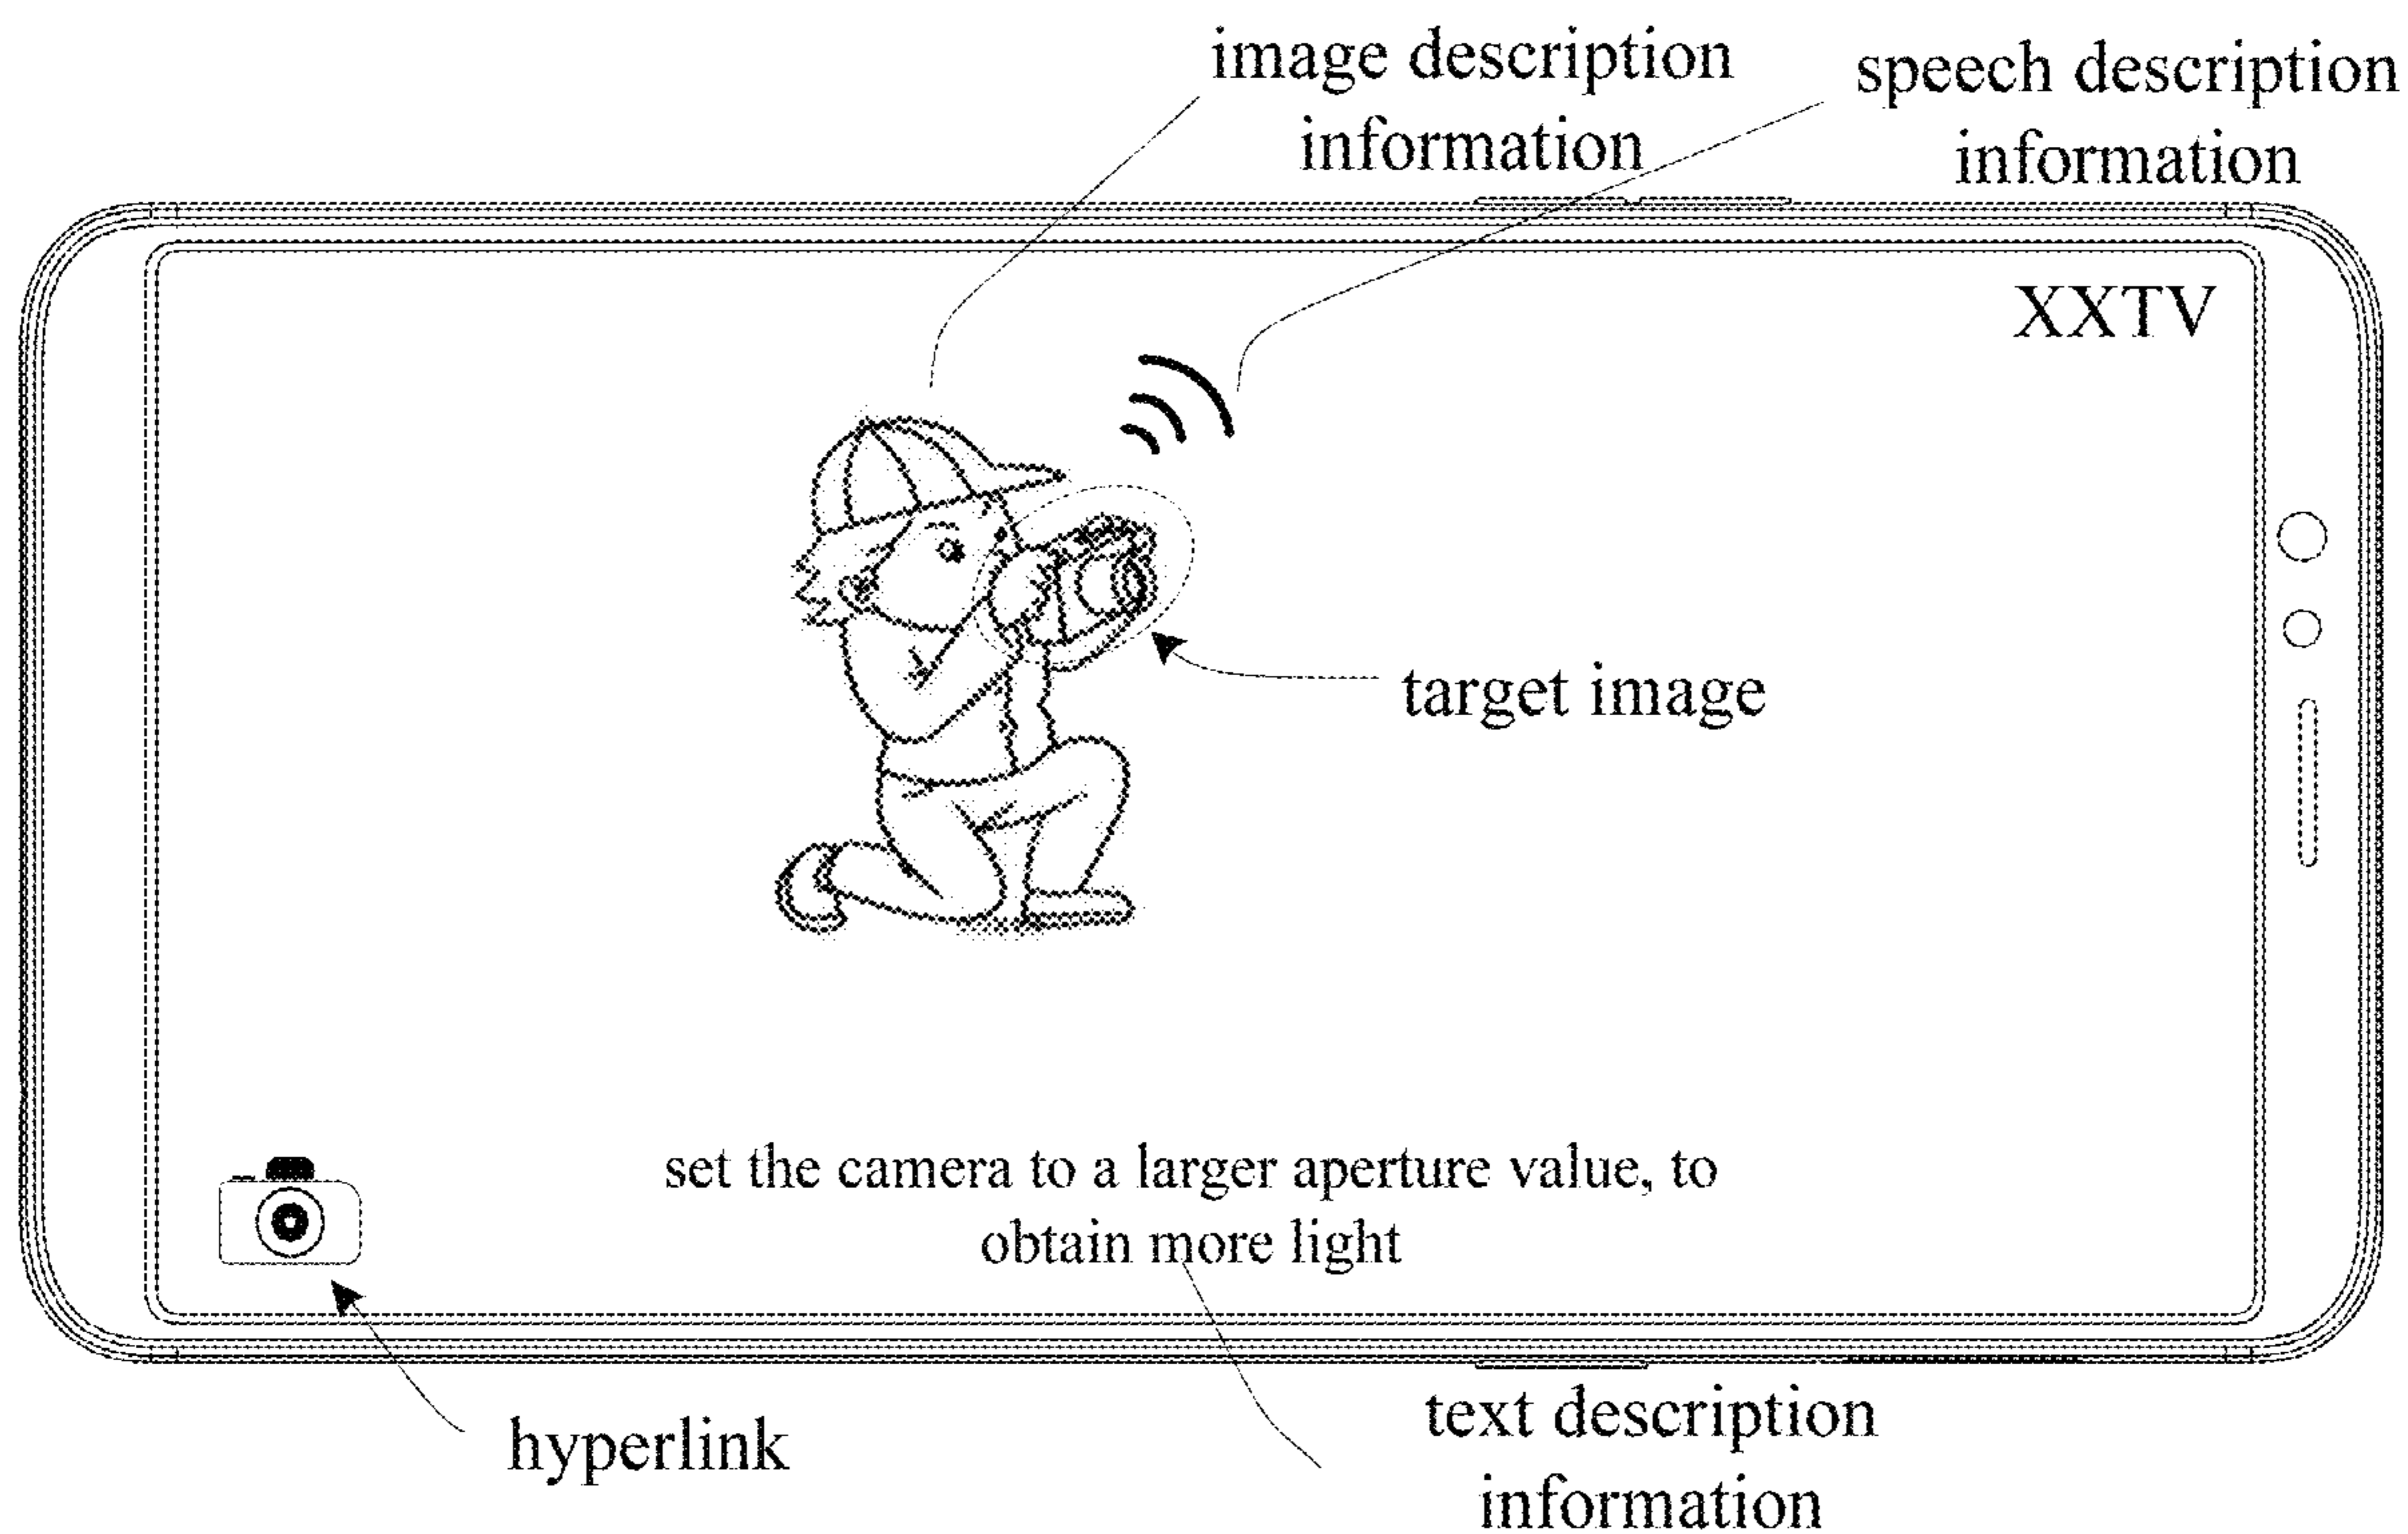 image description
information
speech description
information
XXTV
target image
set the camera to a larger aperture value, to
obtain more light
hyperlink
text description
information